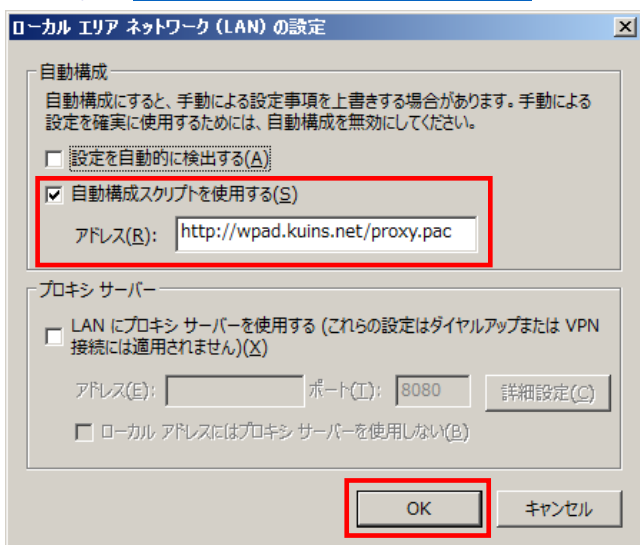 ローカル エリア ネットワーク (LAN) の設定
自動構成
自動構成にすると、手動による設定事項を上書きする場合があります。手動による
設定を確実に使用するためには、自動構成を無効にしてください。
設定を自動的に検出する(A)
自動構成スクリプトを使用する(S)
アドレス(R): http://wpad.kuins.net/proxy.pac
プロキシ サーバー
LAN にプロキシ サーバーを使用する (これらの設定はダイヤルアップまたは VPN
接続には適用されません)(X)
アドレス(E): ポート(T): 8080 詳細設定(C)
ローカル アドレスにはプロキシ サーバーを使用しない(B)
OK キャンセル